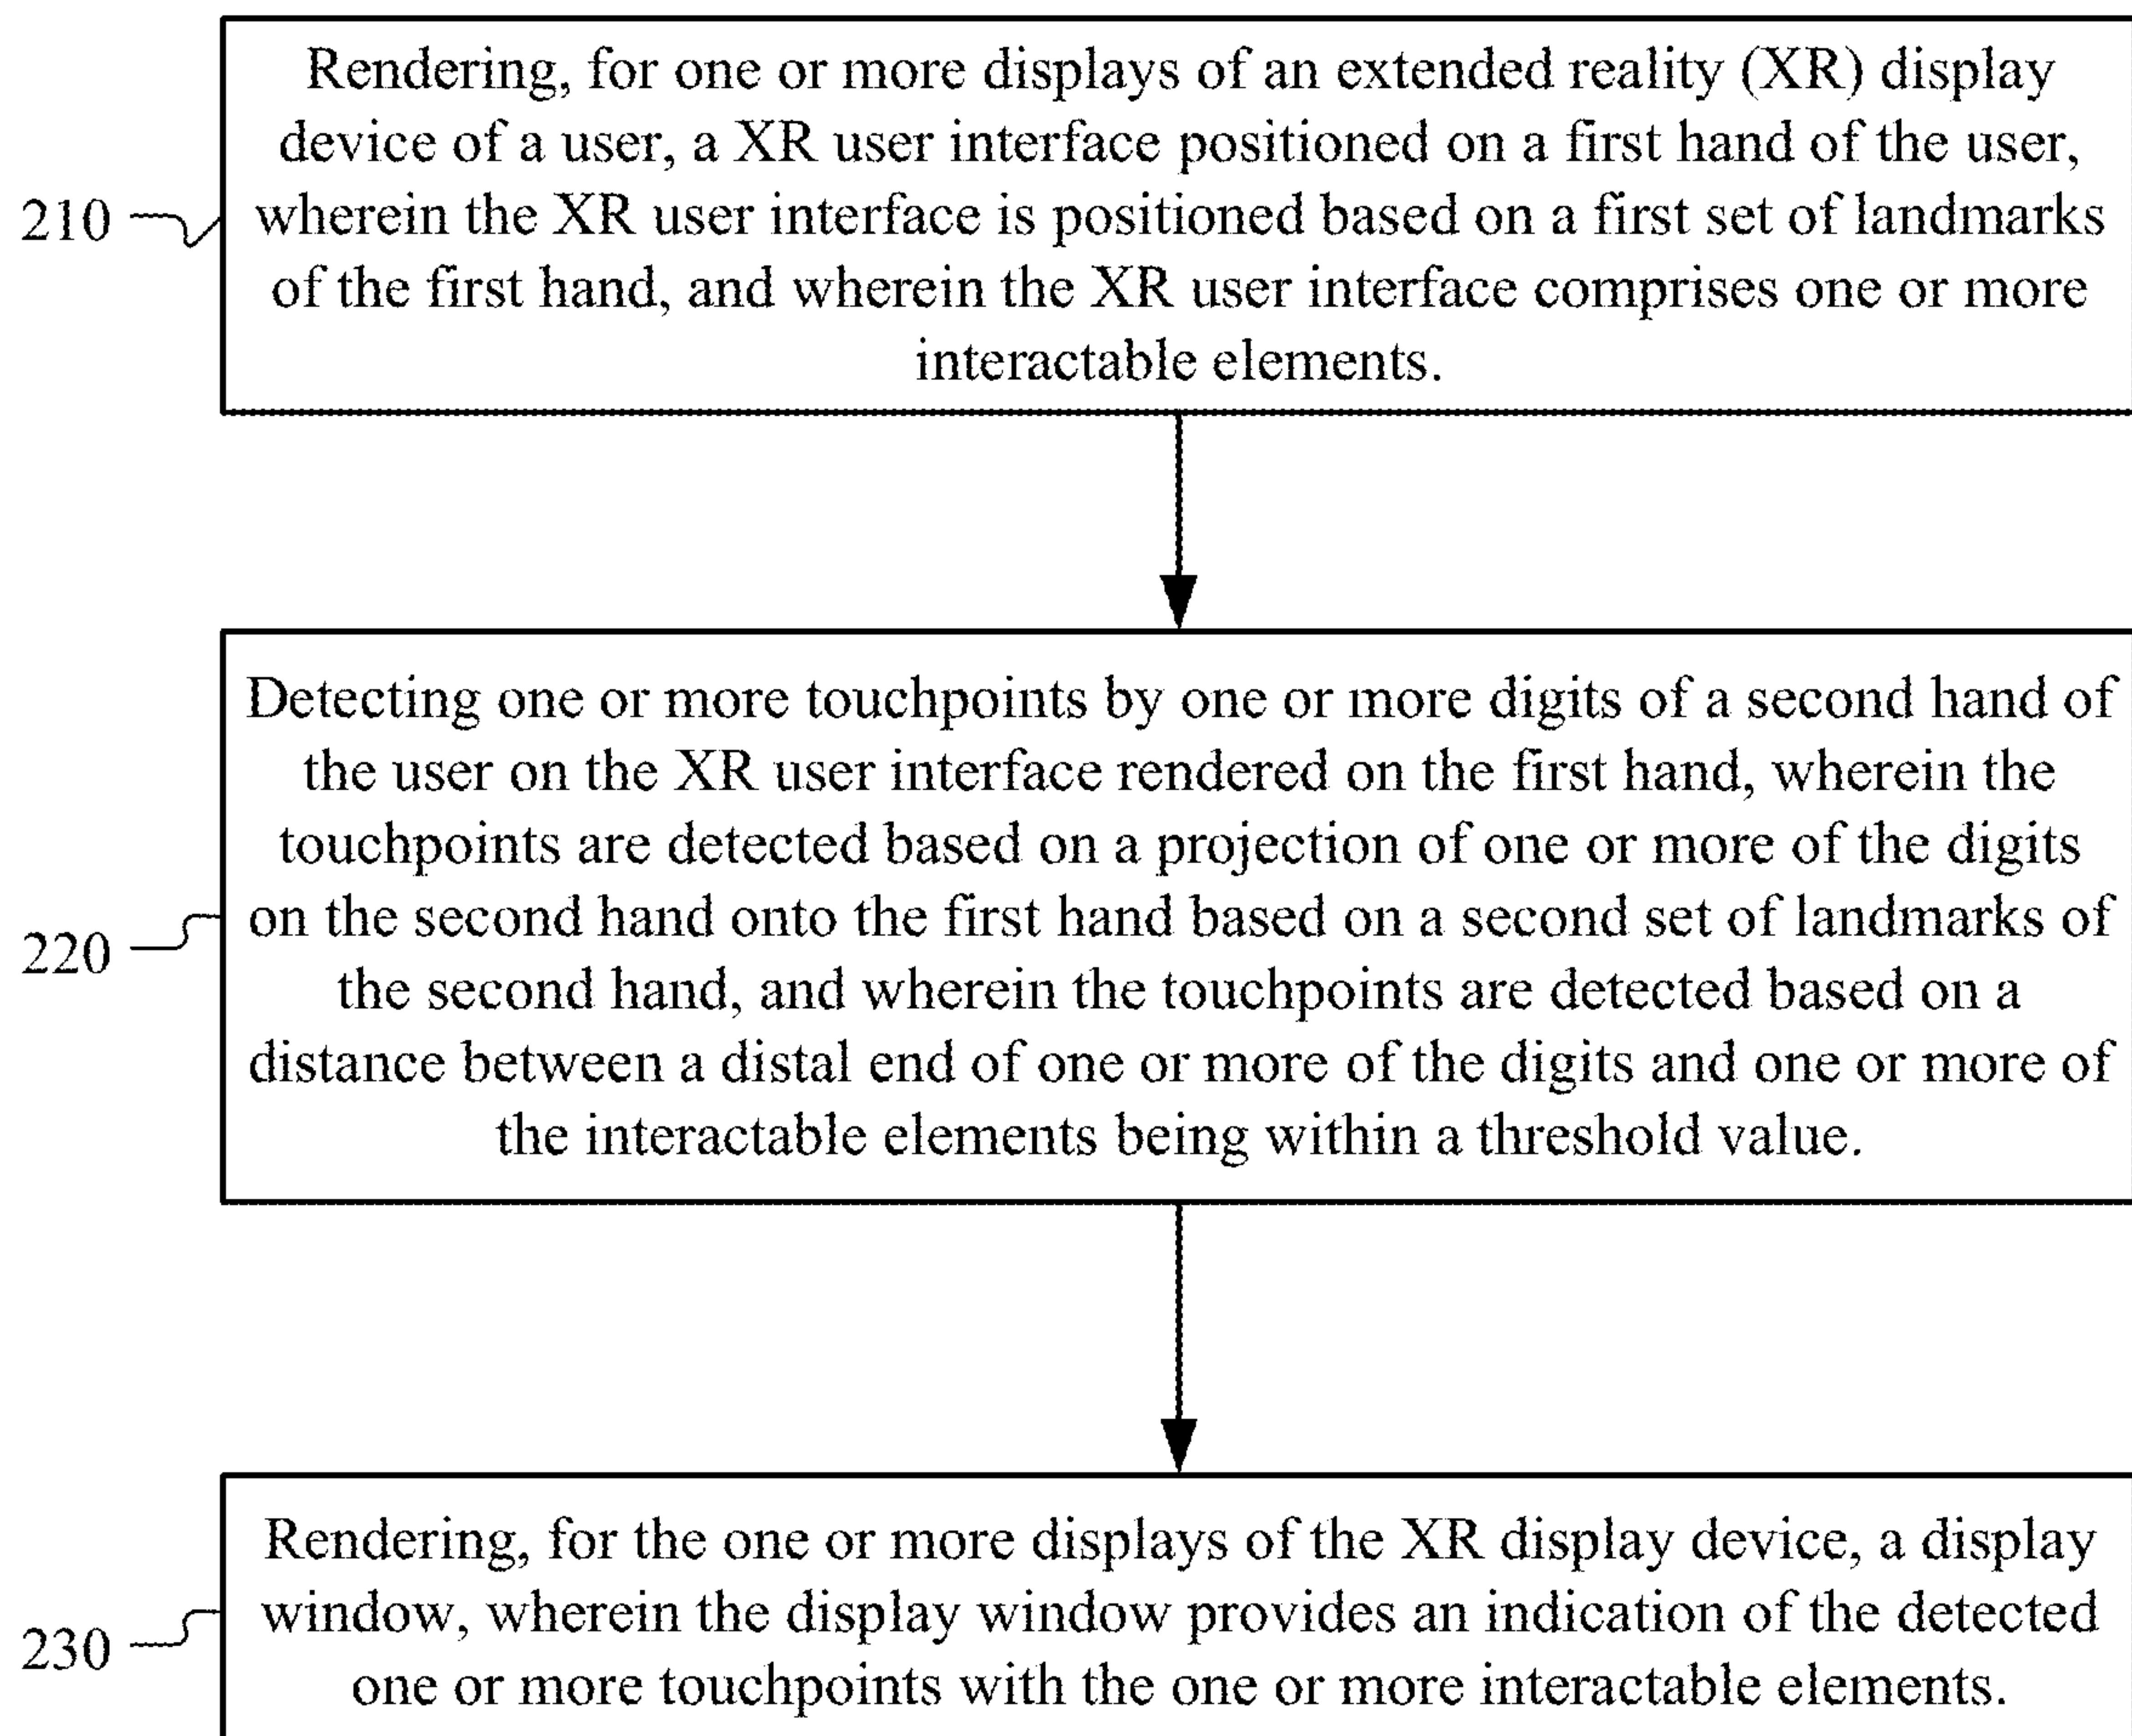 Rendering, for one or more displays of an extended reality (XR) display
device of a user, a XR user interface positioned on a first hand of the user,
210
wherein the XR user interface is positioned based on a first set of landmarks
of the first hand, and wherein the XR user interface comprises one or more
interactable elements.
Detecting one or more touchpoints by one or more digits of a second hand of
the user on the XR user interface rendered on the first hand, wherein the
touchpoints are detected based on a projection of one or more of the digits
on the second hand onto the first hand based on a second set of landmarks of
220
the second hand, and wherein the touchpoints are detected based on a
distance between a distal end of one or more of the digits and one or more of
the interactable elements being within a threshold value.
Rendering, for the one or more displays of the XR display device, a display
window, wherein the display window provides an indication of the detected
230
one or more touchpoints with the one or more interactable elements.